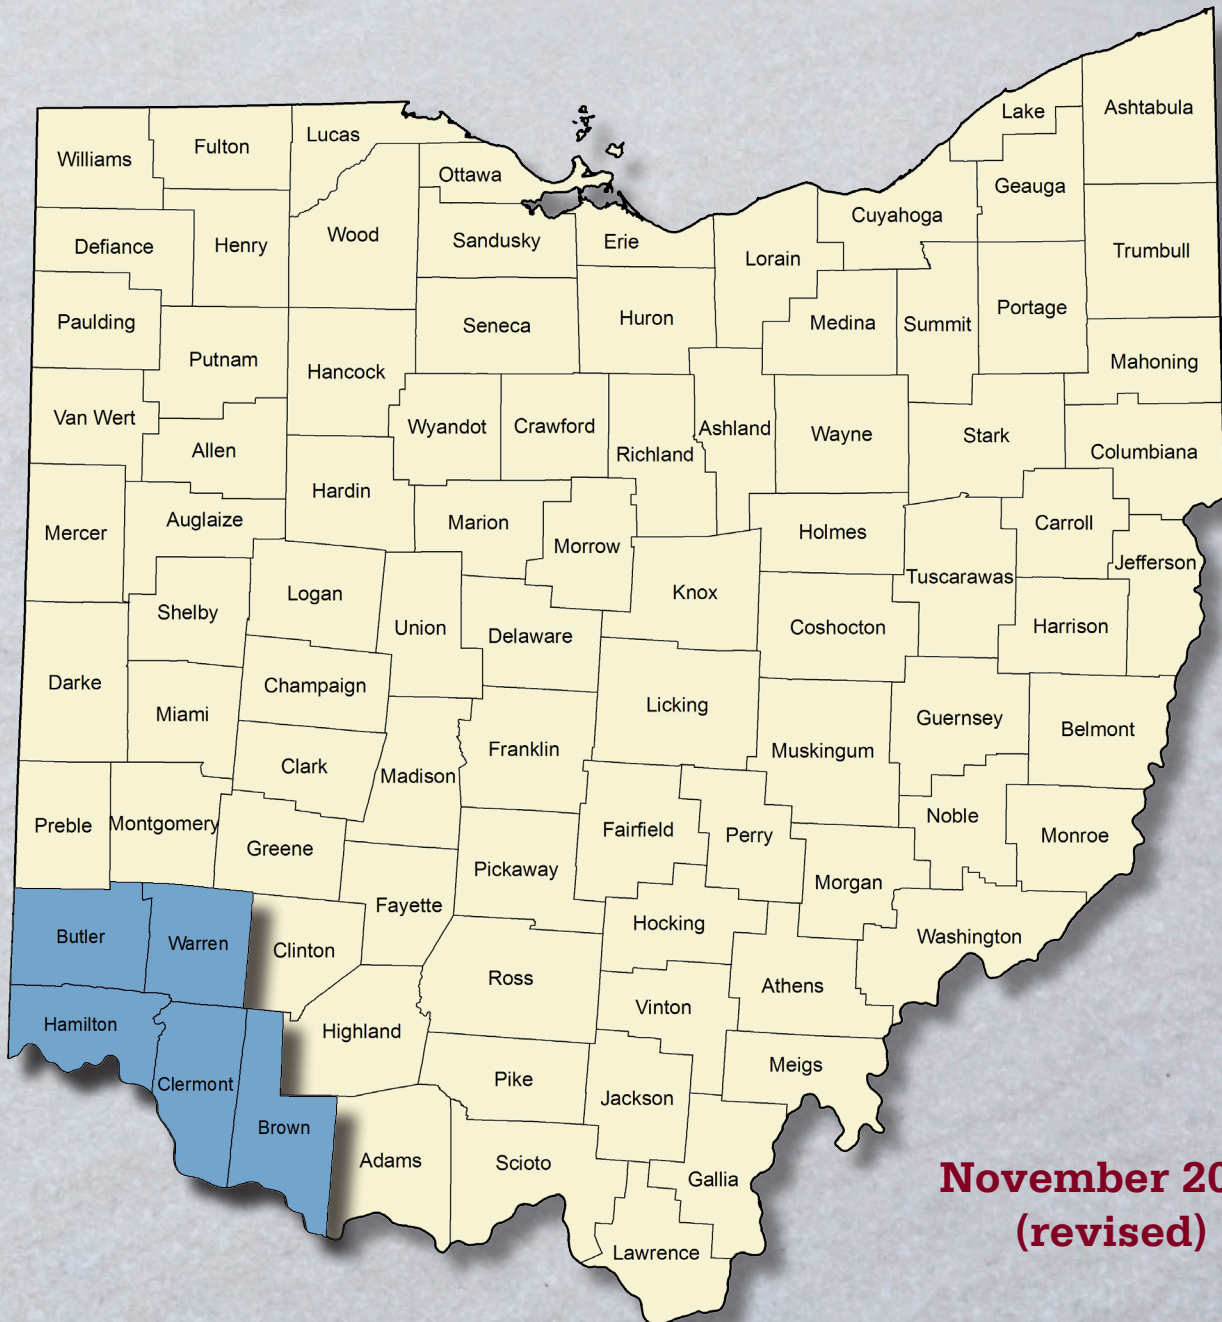 Lake
Ashtabula
Lucas
Fulton
Williams
Ottawa
Geauga
Cuyahoga
Wood
Sandusky
Erie
Henry
Defiance
Lorain
Trumbull
Portage
Paulding
Seneca
Huron
Medina
Summit
Putnam
Hancock
Mahoning
Van Wert
Wyandot
Crawford
Ashland
Wayne
Stark
Allen
Richland
Columbiana
Hardin
Auglaize
Marion
Carroll
Mercer
Holmes
Morrow
Jefferson
Tuscarawas
Logan
Knox
Shelby
Union
Delaware
Coshocton
Harrison
Darke
Champaign
Licking
Miami
Guernsey
Belmont
Franklin
Muskingum
Clark
Madison
Preble
Montgomery
Fairfield
Perry
Noble
Monroe
Greene
Pickaway
Morgan
Fayette
Hocking
Butler
Warren
Clinton
Washington
Ross
Athens
Vinton
Hamilton
Highland
Meigs
Clermont
Pike
Jackson
Brown
Adams
Scioto
Gallia
Lawrence
November 20
(revised)